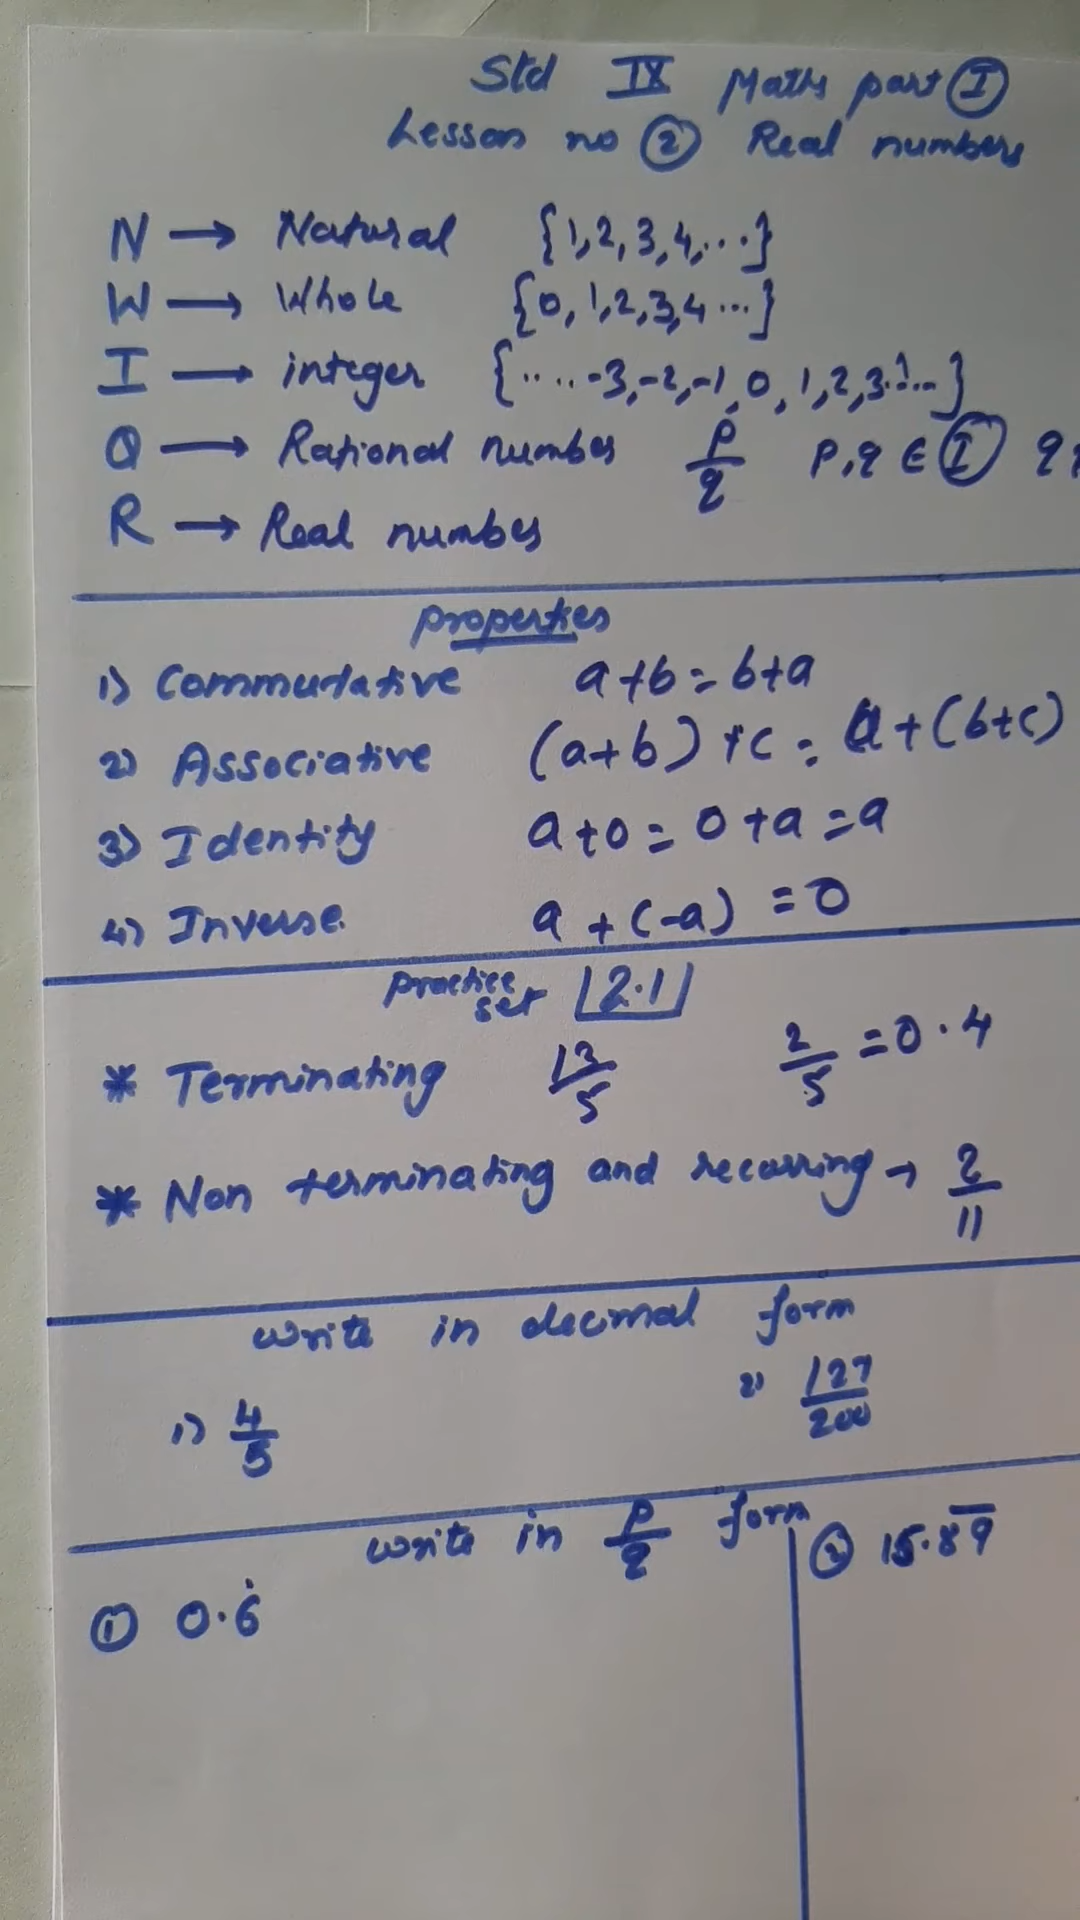 Std IX Maths part I
Lesson no 2 Real numbers
N → Natural {1,2,3,4,...}
W → Whole {0,1,2,3,4...}
I → integer {.....-3,-2,-1,0,1,2,3....}
Q → Rational number p/q p,q ∈ I q
R → Real number
properties
1) Commutative a+b=b+a
2) Associative (a+b)+c = a+(b+c)
3) Identity a+0=0+a=a
4) Inverse a+(-a)=0
practice set 2.1
* Terminating 13/5 2/5=0.4
* Non terminating and recurring → 2/11
write in decimal form
1) 4/5 2) 127/200
write in p/q form
① 0.6̇ ② 15.8̅9̅